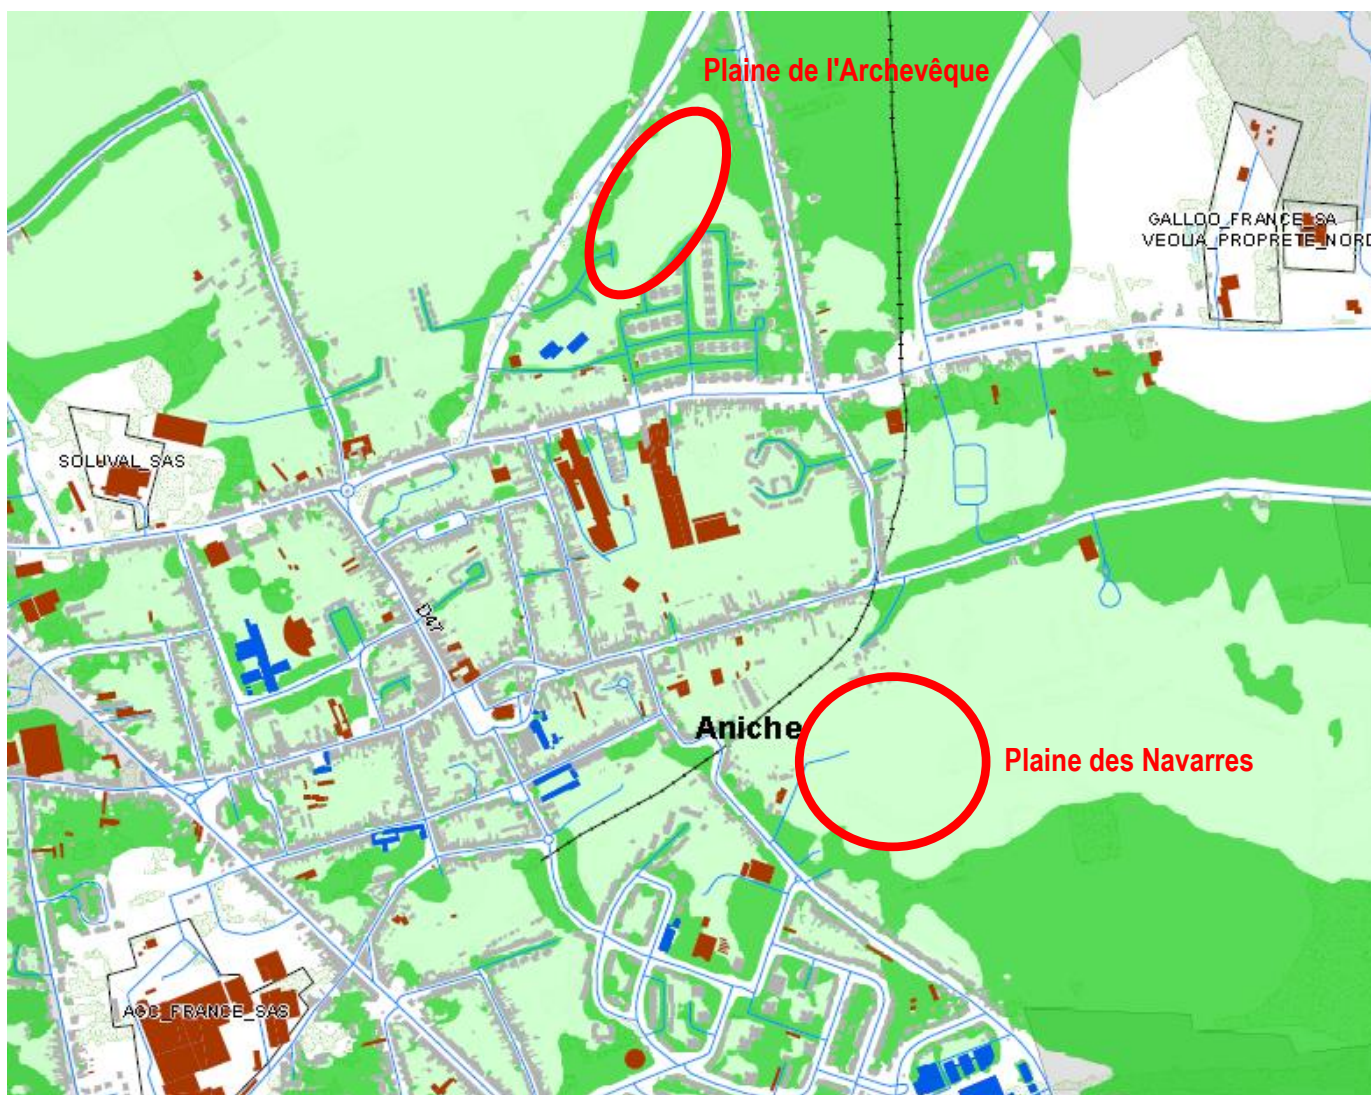 Plaine de l'Archevêque
GALLOO_FRANCE_SA
VEOLIA_PROPRETE_NORD
SOLUVAL_SAS
D47
Aniche
Plaine des Navarres
AGC_FRANCE_SAS